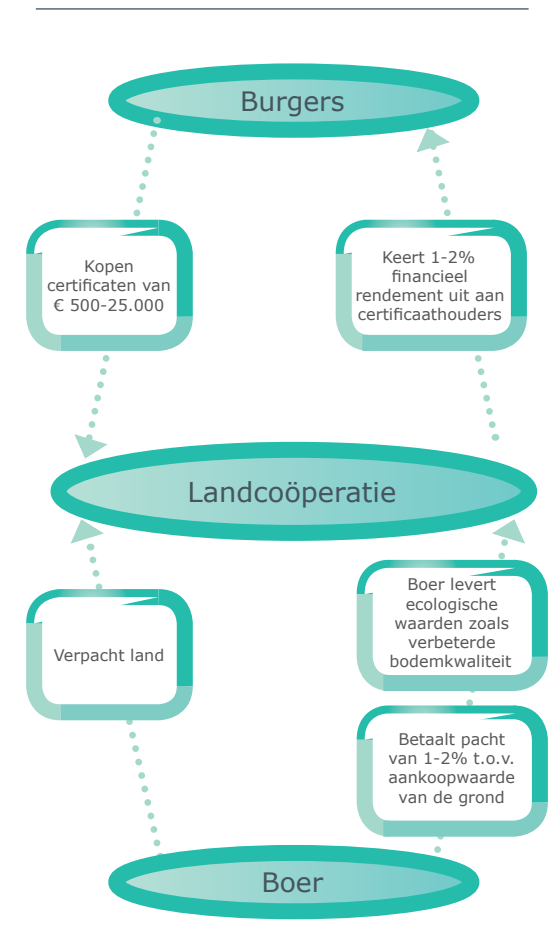 Burgers
Kopen
certificaten van
€ 500-25.000
Keert 1-2%
financieel
rendement uit aan
certificaathouders
Landcoöperatie
Verpacht land
Boer levert
ecologische
waarden zoals
verbeterde
bodemkwaliteit
Betaalt pacht
van 1-2% t.o.v.
aankoopwaarde
van de grond
Boer